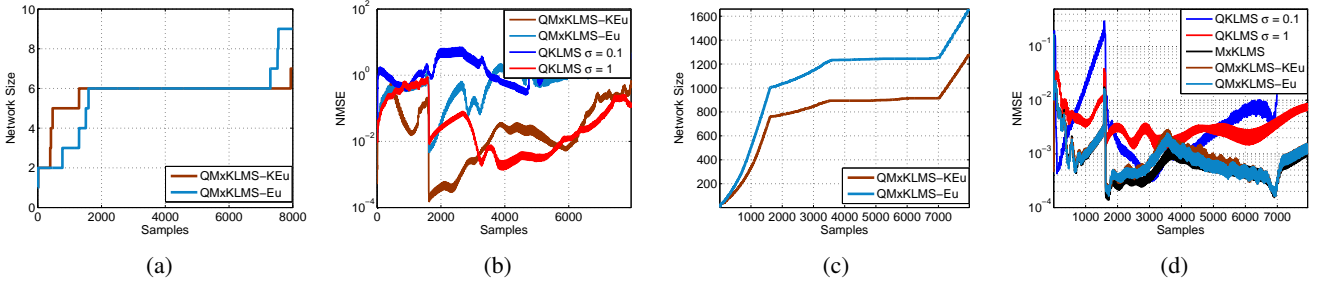 10
8
6
4
2
0
Network Size
0
2000
4000
6000
8000
Samples
QMxKLMS−KEu
QMxKLMS−Eu
(a)
10²
10⁰
10⁻²
10⁻⁴
NMSE
0
2000
4000
6000
Samples
QMxKLMS−KEu
QMxKLMS−Eu
QKLMS σ = 0.1
QKLMS σ = 1
(b)
1600
1400
1200
1000
800
600
400
200
Network Size
1000 2000 3000 4000 5000 6000 7000
Samples
QMxKLMS−KEu
QMxKLMS−Eu
(c)
10⁻¹
10⁻²
10⁻³
10⁻⁴
NMSE
1000 2000 3000 4000 5000 6000 7000
Samples
QKLMS σ = 0.1
QKLMS σ = 1
MxKLMS
QMxKLMS−KEu
QMxKLMS−Eu
(d)